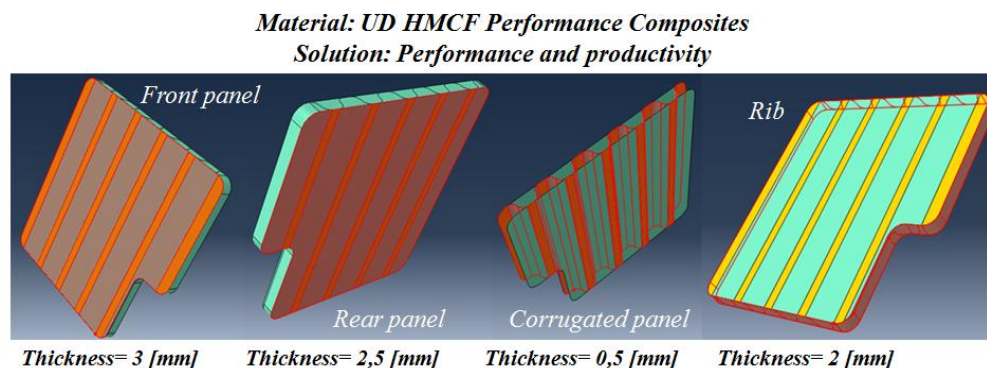 Material: UD HMCF Performance Composites
Solution: Performance and productivity
Front panel
Rear panel
Corrugated panel
Rib
Thickness= 3 [mm]
Thickness= 2,5 [mm]
Thickness= 0,5 [mm]
Thickness= 2 [mm]